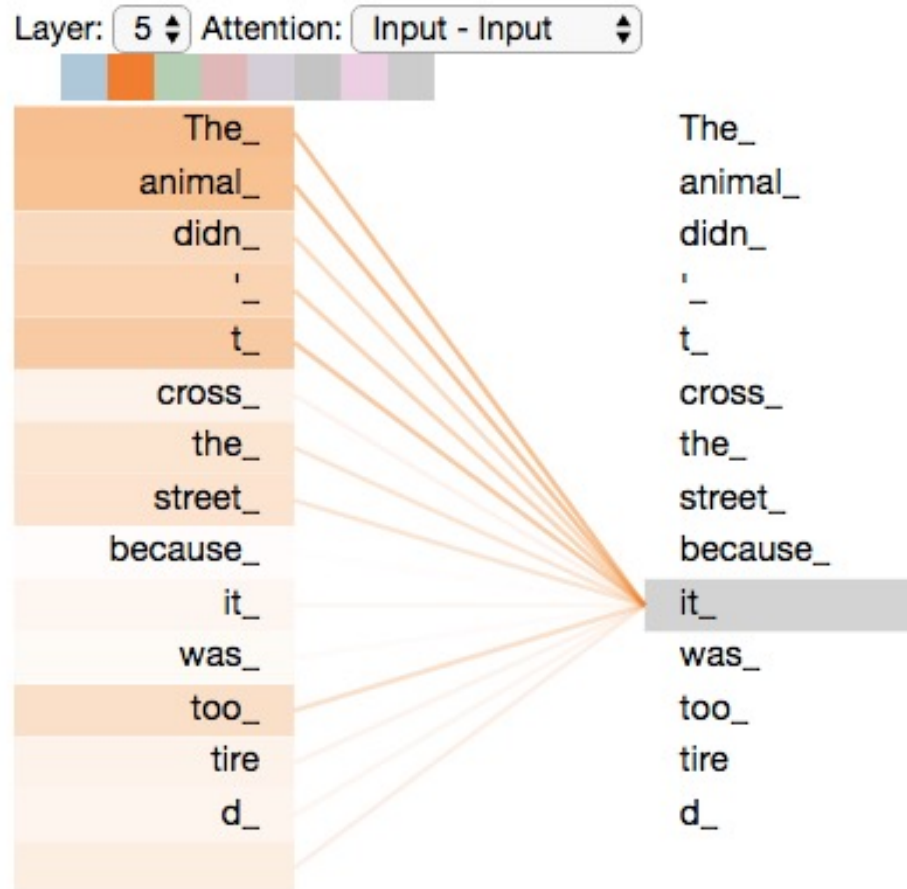 Layer: 5 Attention: Input - Input
The_ The_
animal_ animal_
didn_ didn_
'_ '_
t_ t_
cross_ cross_
the_ the_
street_ street_
because_ because_
it_ it_
was_ was_
too_ too_
tire tire
d_ d_